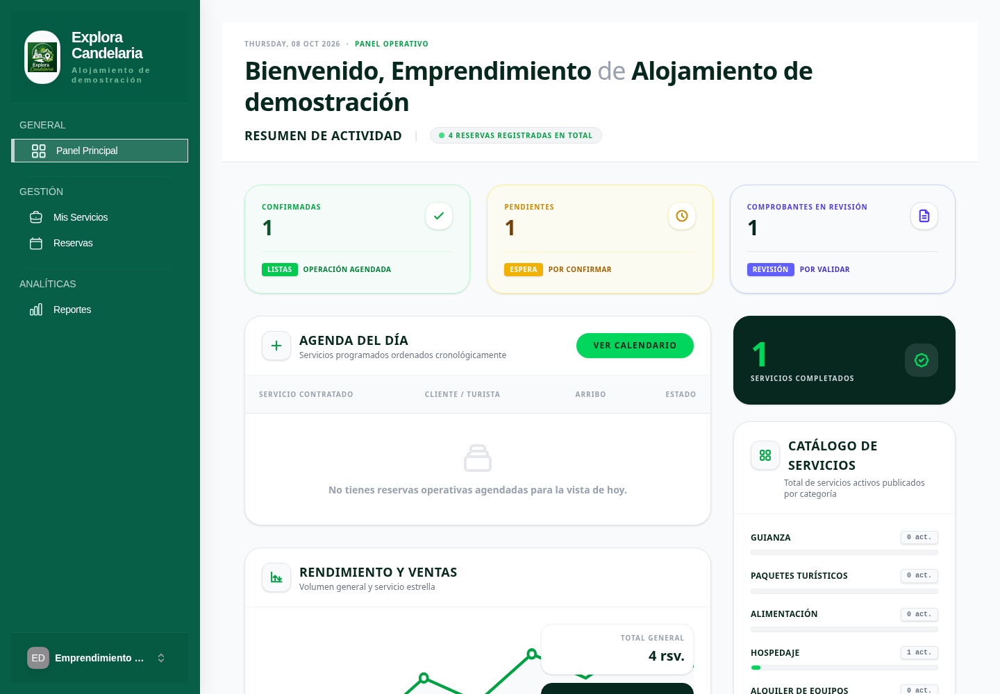 Explora
Candelaria
Alojamiento de
demostración
Explora
Candelaria
GENERAL
Panel Principal
GESTIÓN
Mis Servicios
Reservas
ANALÍTICAS
Reportes
ED Emprendimiento ...
THURSDAY, 08 OCT 2026 • PANEL OPERATIVO
Bienvenido, Emprendimiento de Alojamiento de
demostración
RESUMEN DE ACTIVIDAD | 4 RESERVAS REGISTRADAS EN TOTAL
CONFIRMADAS
1
LISTAS OPERACIÓN AGENDADA
PENDIENTES
1
ESPERA POR CONFIRMAR
COMPROBANTES EN REVISIÓN
1
REVISIÓN POR VALIDAR
AGENDA DEL DÍA
Servicios programados ordenados cronológicamente
VER CALENDARIO
SERVICIO CONTRATADO CLIENTE / TURISTA ARRIBO ESTADO
No tienes reservas operativas agendadas para la vista de hoy.
1
SERVICIOS COMPLETADOS
CATÁLOGO DE
SERVICIOS
Total de servicios activos publicados
por categoría
GUIANZA 0 act.
PAQUETES TURÍSTICOS 0 act.
ALIMENTACIÓN 0 act.
HOSPEDAJE 1 act.
ALQUILER DE EQUIPOS 0 act.
RENDIMIENTO Y VENTAS
Volumen general y servicio estrella
TOTAL GENERAL
4 rsv.